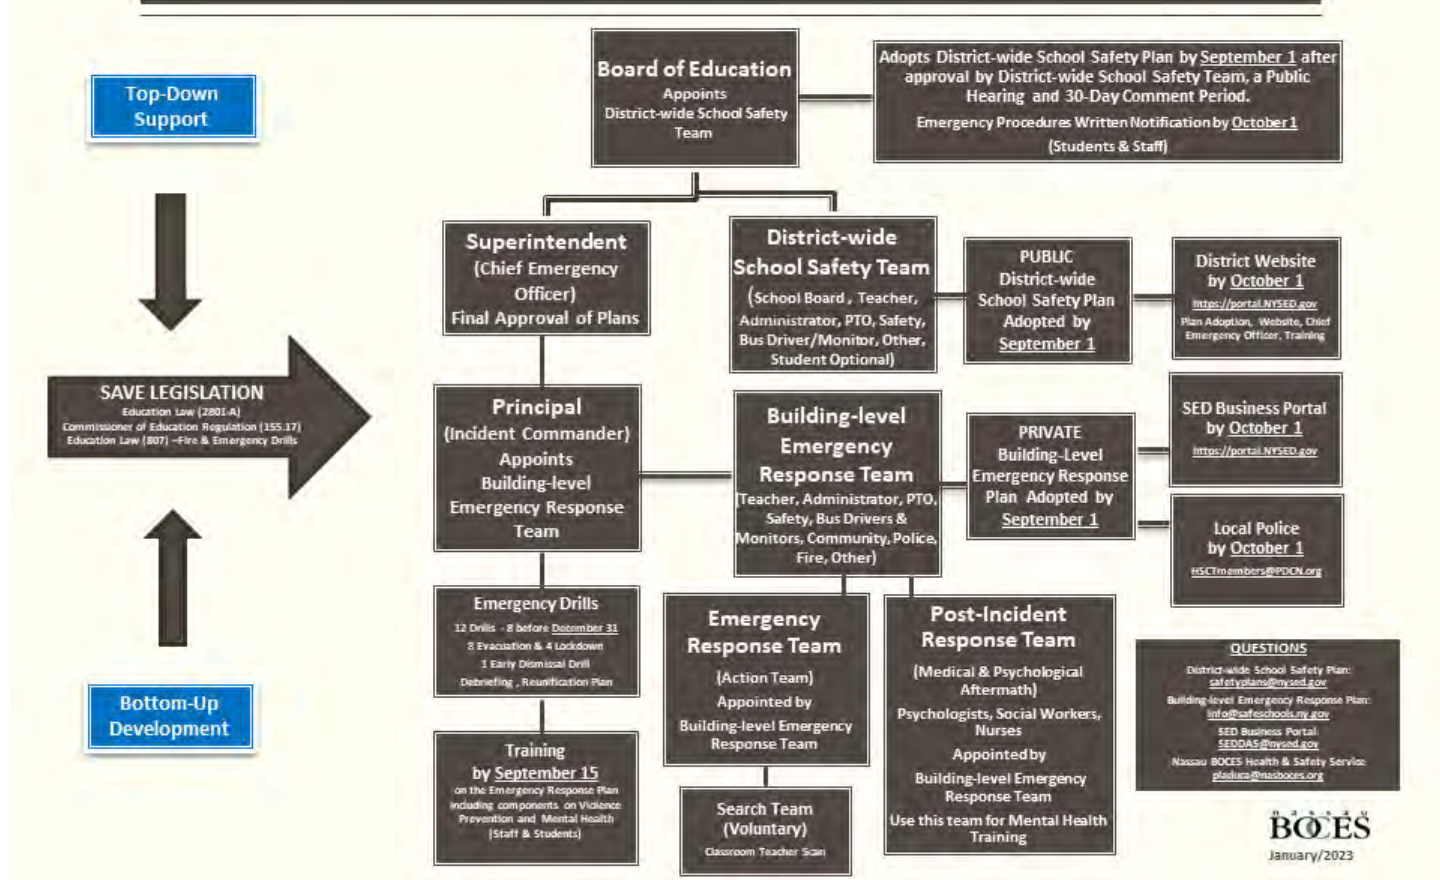 Top-Down
Support
Board of Education
Appoints
District-wide School Safety
Team
Adopts District-wide School Safety Plan by September 1 after
approval by District-wide School Safety Team, a Public
Hearing and 30-Day Comment Period.
Emergency Procedures Written Notification by October 1
(Students & Staff)
Superintendent
(Chief Emergency
Officer)
Final Approval of Plans
District-wide
School Safety Team
(School Board , Teacher,
Administrator, PTO, Safety,
Bus Driver/Monitor, Other,
Student Optional)
PUBLIC
District-wide
School Safety Plan
Adopted by
September 1
District Website
by October 1
https://portal.NYSED.gov
Plan Adoption, Website, Chief
Emergency Officer, Training
SAVE LEGISLATION
Education Law (2801-A)
Commissioner of Education Regulation (155.17)
Education Law (807) –Fire & Emergency Drills
Principal
(Incident Commander)
Appoints
Building-level
Emergency Response
Team
Building-level
Emergency
Response Team
(Teacher, Administrator, PTO,
Safety, Bus Drivers &
Monitors, Community, Police,
Fire, Other)
PRIVATE
Building-Level
Emergency Response
Plan Adopted by
September 1
SED Business Portal
by October 1
https://portal.NYSED.gov
Local Police
by October 1
HSCTmembers@PDCN.org
Bottom-Up
Development
Emergency Drills
12 Drills - 8 before December 31
8 Evacuation & 4 Lockdown
1 Early Dismissal Drill
Debriefing , Reunification Plan
Training
by September 15
on the Emergency Response Plan
including components on Violence
Prevention and Mental Health
(Staff & Students)
Emergency
Response Team
(Action Team)
Appointed by
Building-level Emergency
Response Team
Search Team
(Voluntary)
Classroom Teacher Scan
Post-Incident
Response Team
(Medical & Psychological
Aftermath)
Psychologists, Social Workers,
Nurses
Appointed by
Building-level Emergency
Response Team
Use this team for Mental Health
Training
QUESTIONS
District-wide School Safety Plan:
safetyplans@nysed.gov
Building-level Emergency Response Plan:
info@safeschools.ny.gov
SED Business Portal:
SEDDAS@nysed.gov
Nassau BOCES Health & Safety Service
pladuca@nasboces.org
nassau
BOCES
January/2023